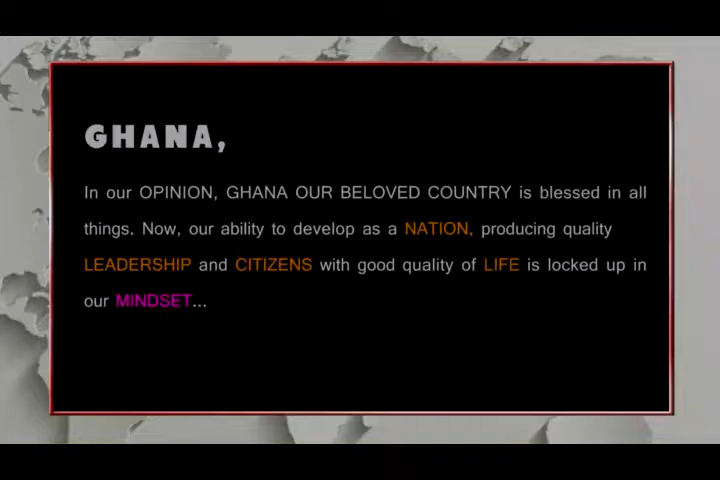 GHANA,
In our OPINION, GHANA OUR BELOVED COUNTRY is blessed in all
things. Now, our ability to develop as a NATION, producing quality
LEADERSHIP and CITIZENS with good quality of LIFE is locked up in
our MINDSET...